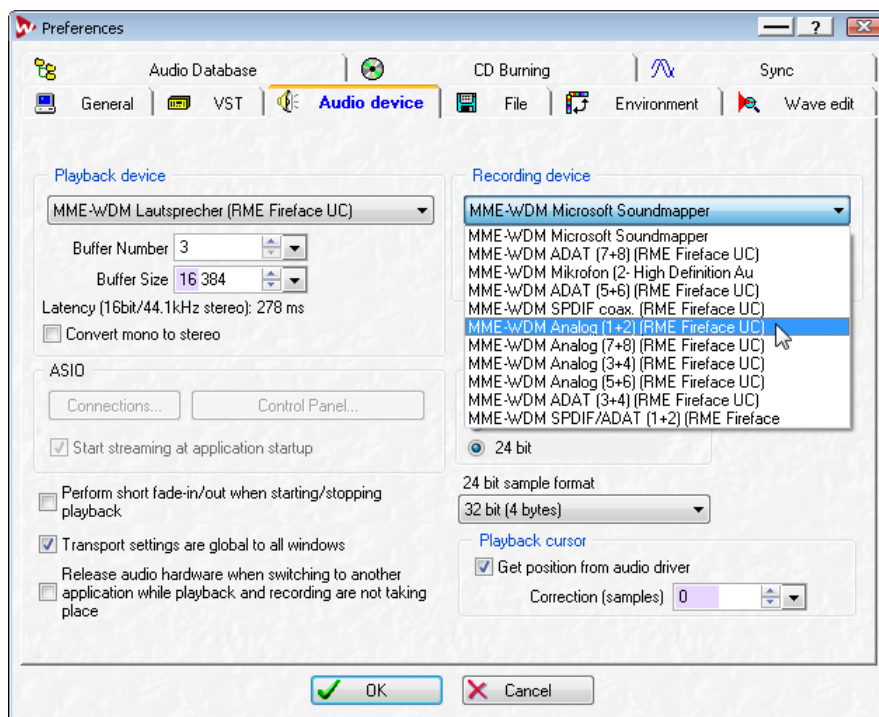 Preferences
Audio Database
CD Burning
Sync
General
VST
Audio device
File
Environment
Wave edit
Playback device
MME-WDM Lautsprecher (RME Fireface UC)
Buffer Number 3
Buffer Size 16 384
Latency (16bit/44.1kHz stereo): 278 ms
Convert mono to stereo
ASIO
Connections...
Control Panel...
Start streaming at application startup
Perform short fade-in/out when starting/stopping
playback
Transport settings are global to all windows
Release audio hardware when switching to another
application while playback and recording are not taking
place
Recording device
MME-WDM Microsoft Soundmapper
MME-WDM Microsoft Soundmapper
MME-WDM ADAT (7+8) (RME Fireface UC)
MME-WDM Mikrofon (2- High Definition Au
MME-WDM ADAT (5+6) (RME Fireface UC)
MME-WDM SPDIF coax. (RME Fireface UC)
MME-WDM Analog (1+2) (RME Fireface UC)
MME-WDM Analog (7+8) (RME Fireface UC)
MME-WDM Analog (3+4) (RME Fireface UC)
MME-WDM Analog (5+6) (RME Fireface UC)
MME-WDM ADAT (3+4) (RME Fireface UC)
MME-WDM SPDIF/ADAT (1+2) (RME Fireface
24 bit
24 bit sample format
32 bit (4 bytes)
Playback cursor
Get position from audio driver
Correction (samples) 0
OK
Cancel